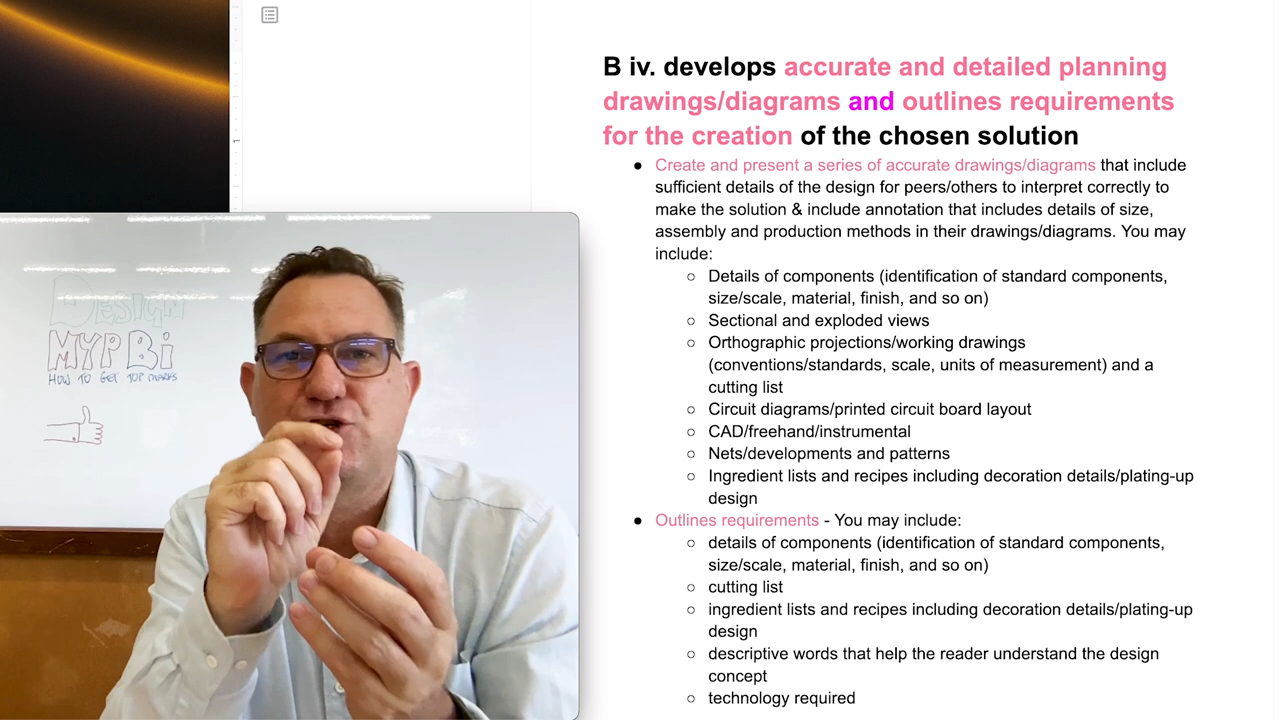 B iv. develops accurate and detailed planning
drawings/diagrams and outlines requirements
for the creation of the chosen solution
● Create and present a series of accurate drawings/diagrams that include
sufficient details of the design for peers/others to interpret correctly to
make the solution & include annotation that includes details of size,
assembly and production methods in their drawings/diagrams. You may
include:
○ Details of components (identification of standard components,
size/scale, material, finish, and so on)
○ Sectional and exploded views
○ Orthographic projections/working drawings
(conventions/standards, scale, units of measurement) and a
cutting list
○ Circuit diagrams/printed circuit board layout
○ CAD/freehand/instrumental
○ Nets/developments and patterns
○ Ingredient lists and recipes including decoration details/plating-up
design
● Outlines requirements - You may include:
○ details of components (identification of standard components,
size/scale, material, finish, and so on)
○ cutting list
○ ingredient lists and recipes including decoration details/plating-up
design
○ descriptive words that help the reader understand the design
concept
○ technology required
DESIGN
MYP Bi
HOW TO GET TOP MARKS
1